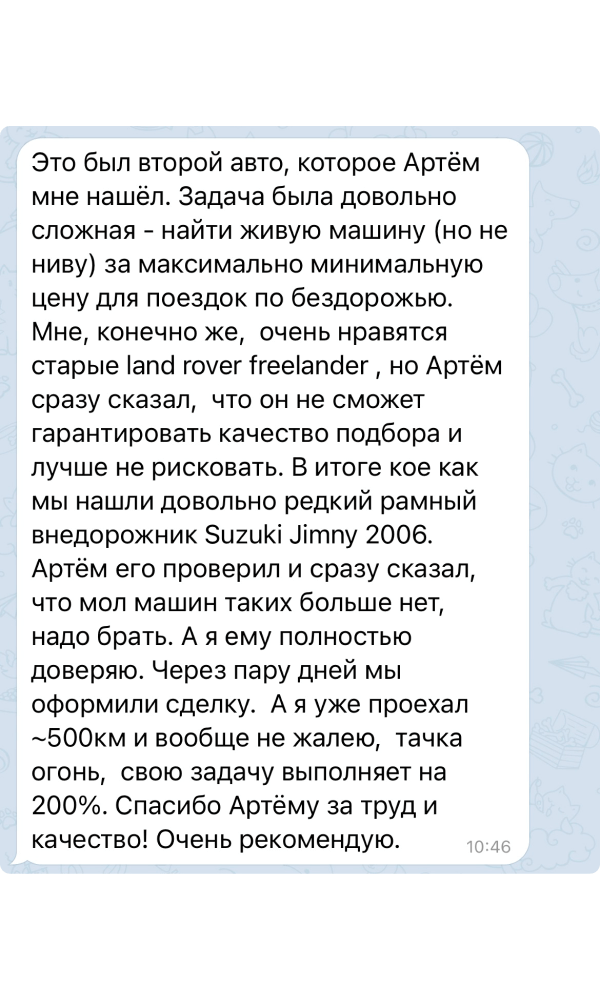 Это был второй авто, которое Артём
мне нашёл. Задача была довольно
сложная - найти живую машину (но не
ниву) за максимально минимальную
цену для поездок по бездорожью.
Мне, конечно же,  очень нравятся
старые land rover freelander , но Артём
сразу сказал,  что он не сможет
гарантировать качество подбора и
лучше не рисковать. В итоге кое как
мы нашли довольно редкий рамный
внедорожник Suzuki Jimny 2006.
Артём его проверил и сразу сказал,
что мол машин таких больше нет,
надо брать. А я ему полностью
доверяю. Через пару дней мы
оформили сделку.  А я уже проехал
~500км и вообще не жалею,  тачка
огонь,  свою задачу выполняет на
200%. Спасибо Артёму за труд и
качество! Очень рекомендую.
10:46